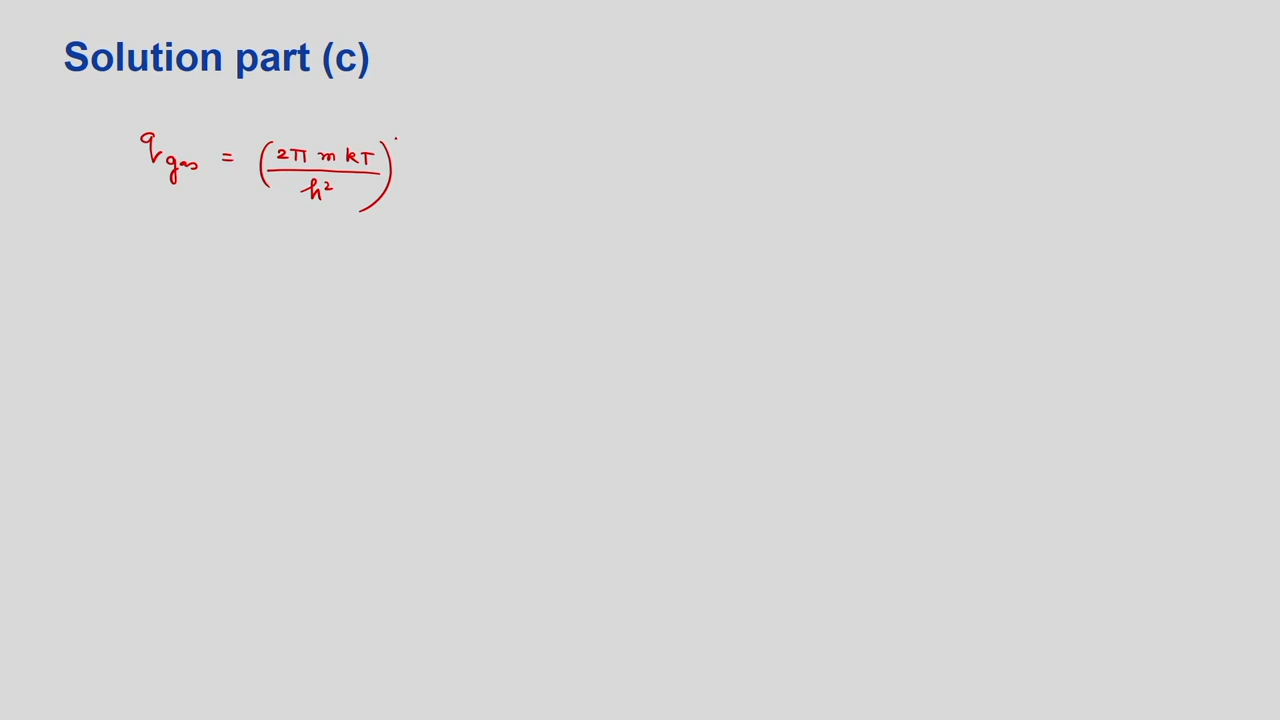 Solution part (c)
q_gas = (2π m kT / h²)